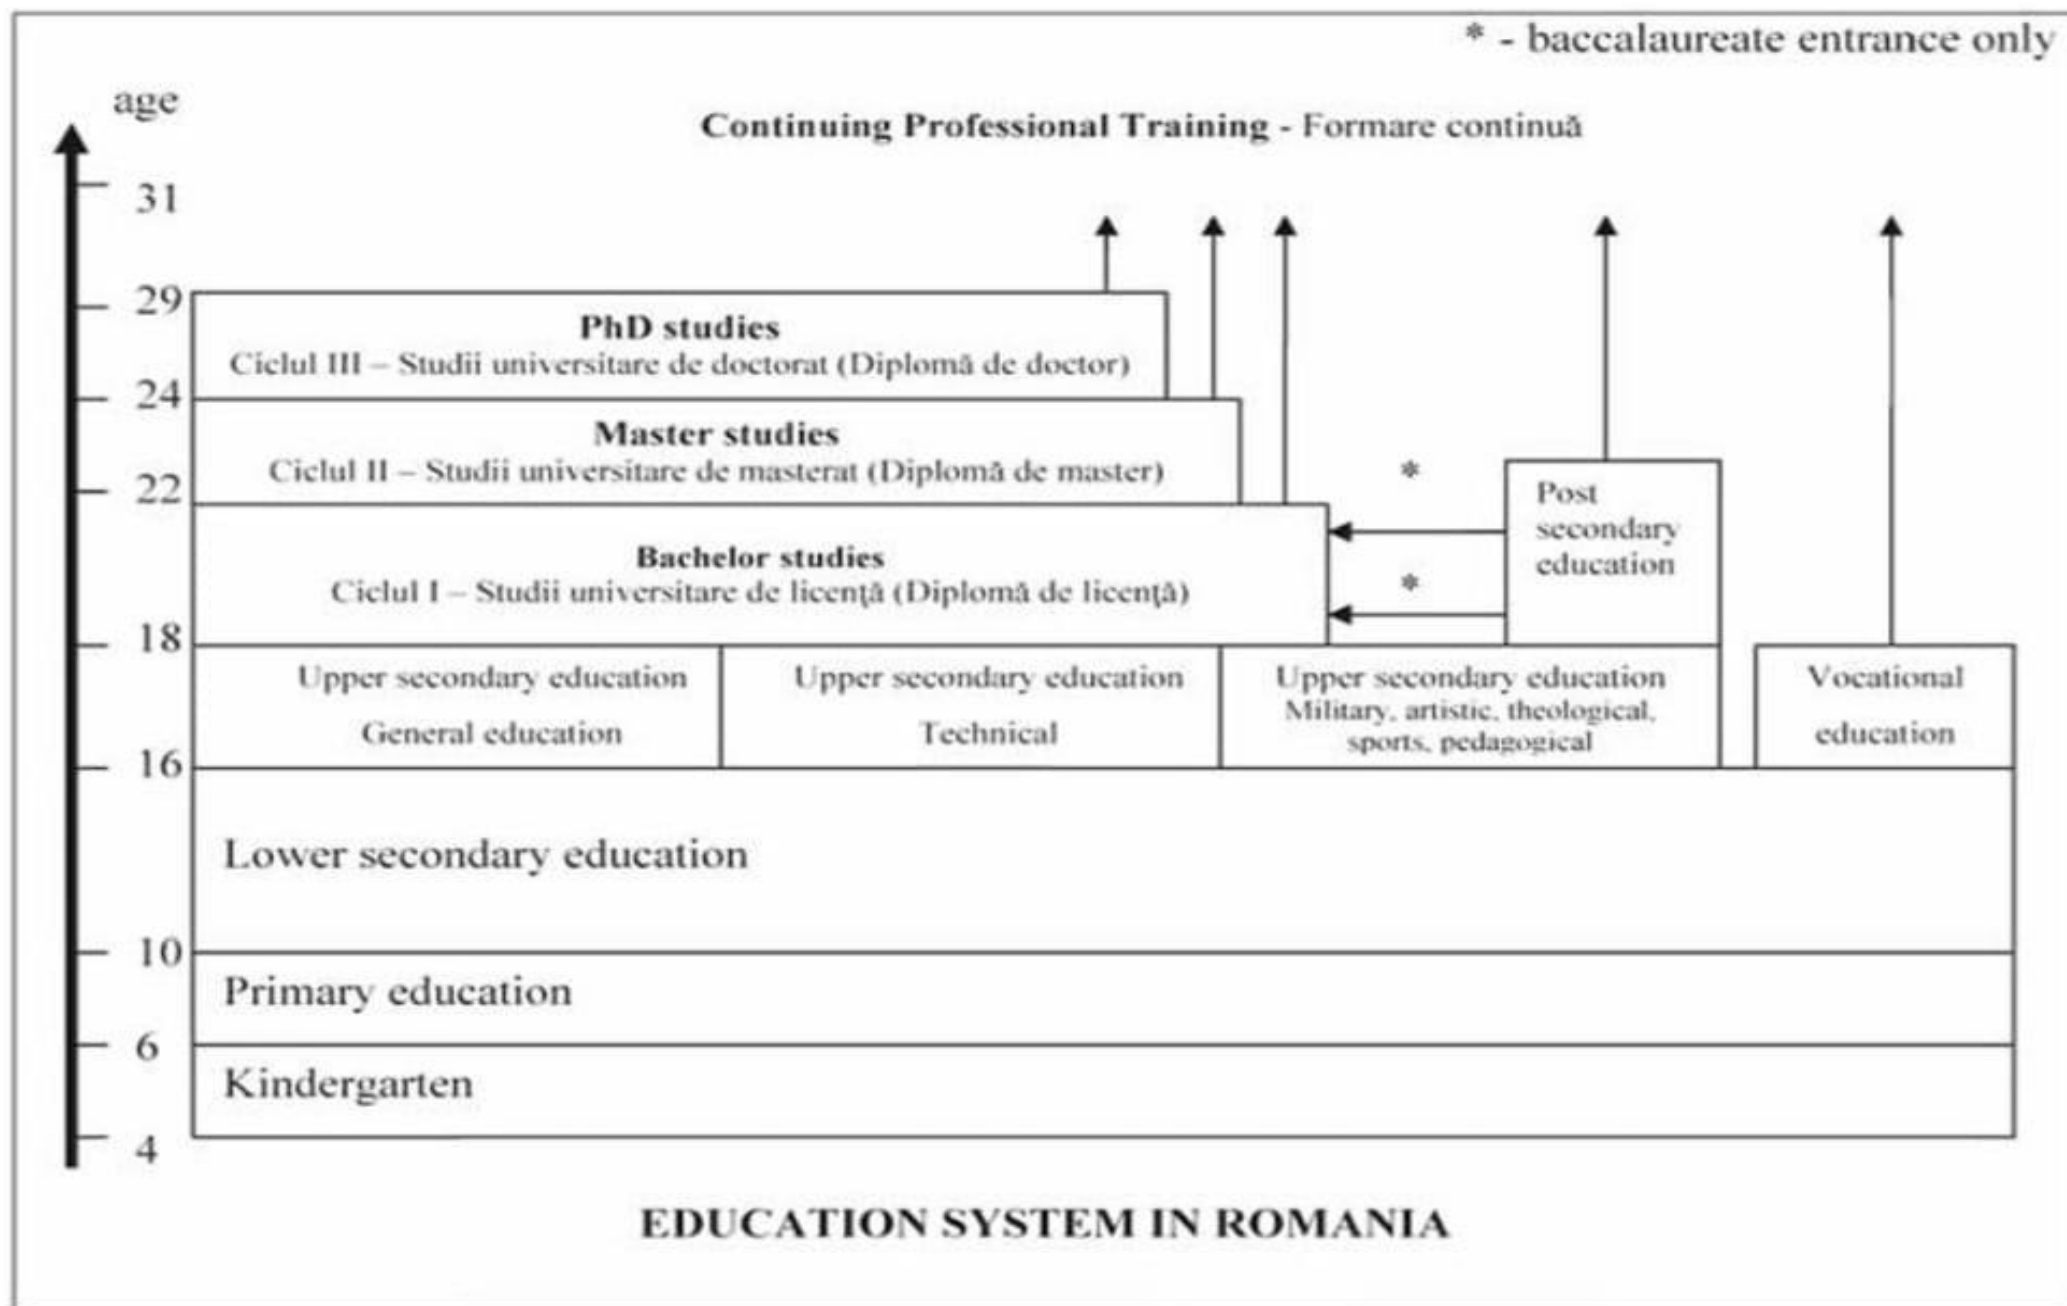 * - baccalaureate entrance only
age
Continuing Professional Training - Formare continuă
31
29
PhD studies
Ciclul III – Studii universitare de doctorat (Diplomă de doctor)
24
Master studies
Ciclul II – Studii universitare de masterat (Diplomă de master)
*
22
Post
secondary
education
Bachelor studies
Ciclul I – Studii universitare de licenţă (Diplomă de licenţă)
*
18
Upper secondary education
General education
Upper secondary education
Technical
Upper secondary education
Military, artistic, theological,
sports, pedagogical
Vocational
education
16
Lower secondary education
10
Primary education
6
Kindergarten
4
EDUCATION SYSTEM IN ROMANIA